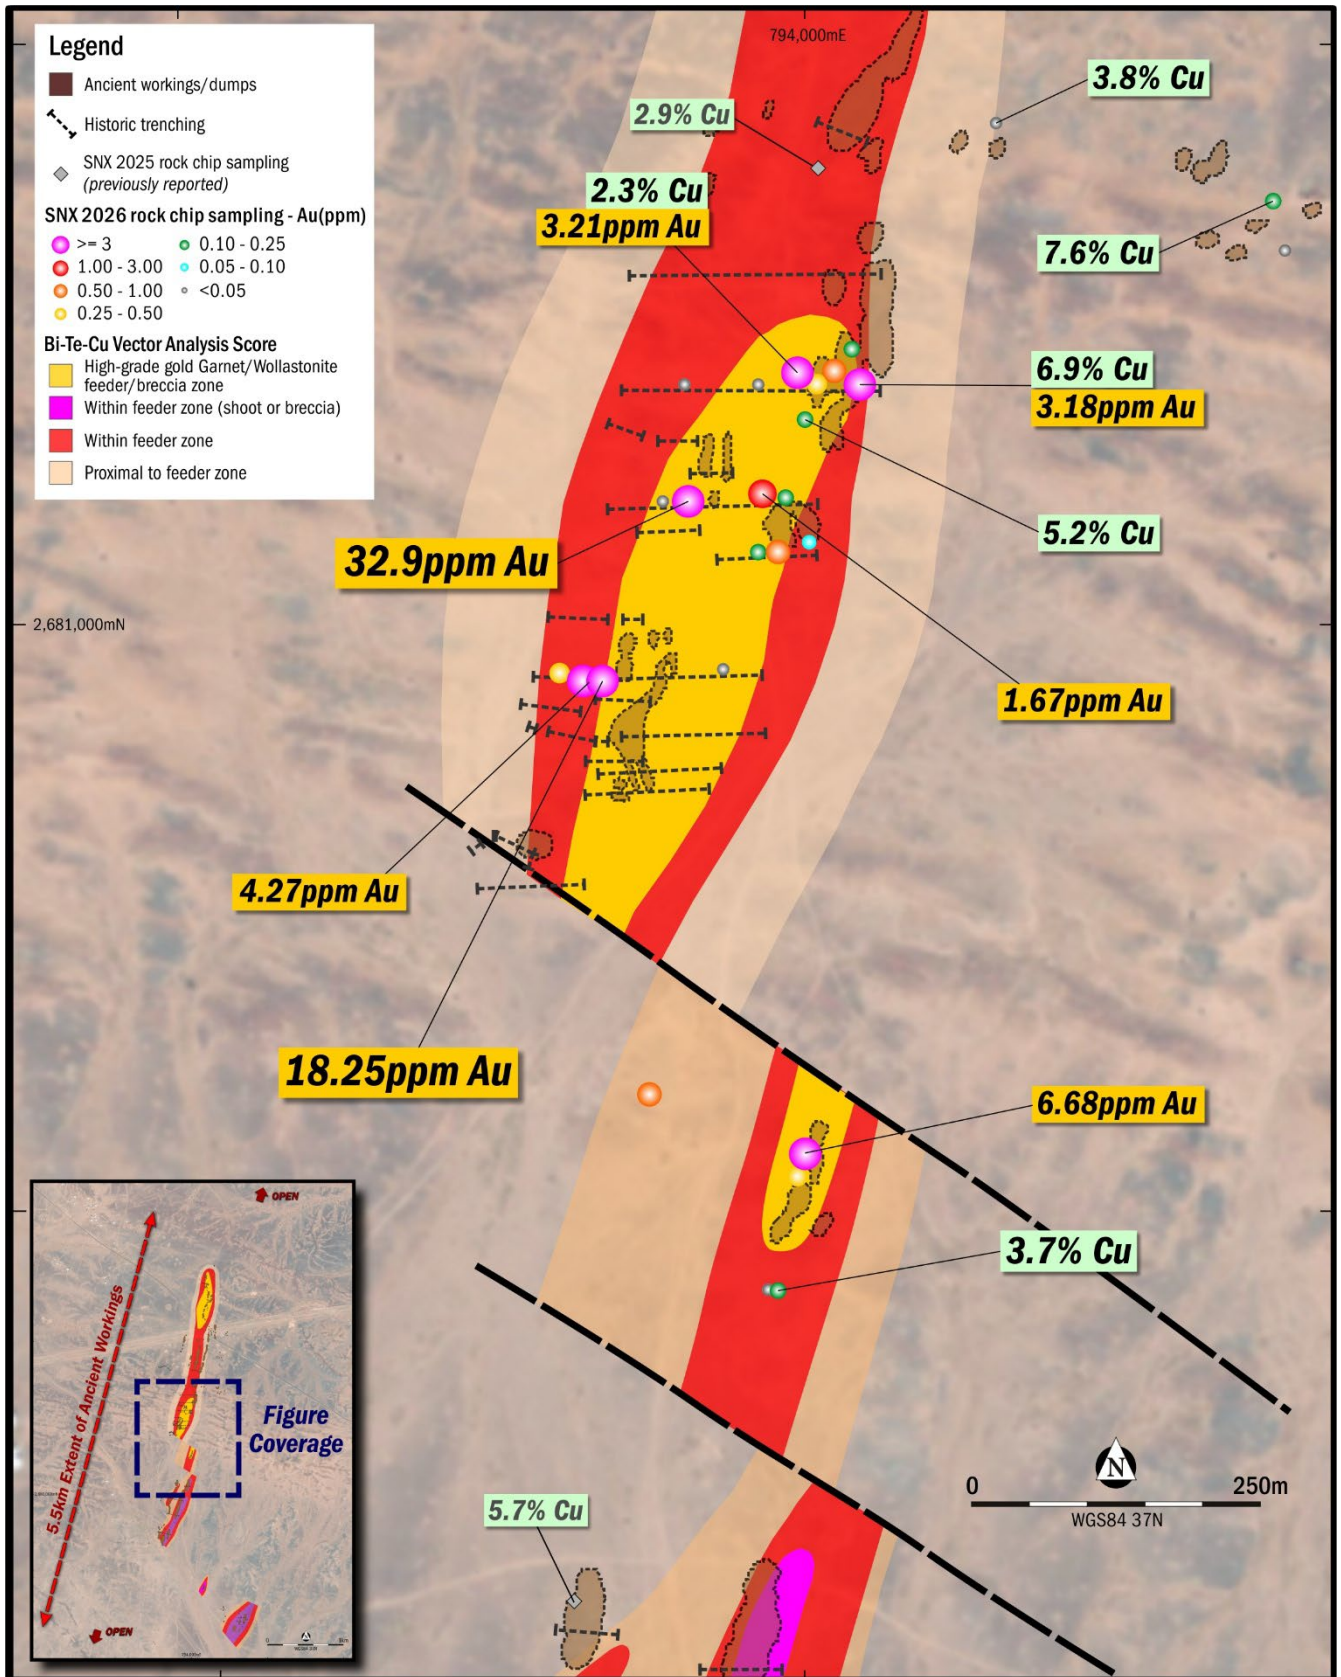 Legend
Ancient workings/dumps
Historic trenching
SNX 2025 rock chip sampling
(previously reported)
SNX 2026 rock chip sampling - Au(ppm)
>= 3
1.00 - 3.00
0.50 - 1.00
0.25 - 0.50
0.10 - 0.25
0.05 - 0.10
<0.05
Bi-Te-Cu Vector Analysis Score
High-grade gold Garnet/Wollastonite
feeder/breccia zone
Within feeder zone (shoot or breccia)
Within feeder zone
Proximal to feeder zone
794,000mE
3.8% Cu
2.9% Cu
2.3% Cu
3.21ppm Au
7.6% Cu
6.9% Cu
3.18ppm Au
5.2% Cu
32.9ppm Au
2,681,000mN
1.67ppm Au
4.27ppm Au
18.25ppm Au
6.68ppm Au
3.7% Cu
OPEN
5.5km Extent of Ancient Workings
Figure
Coverage
OPEN
N
0 250m
WGS84 37N
5.7% Cu